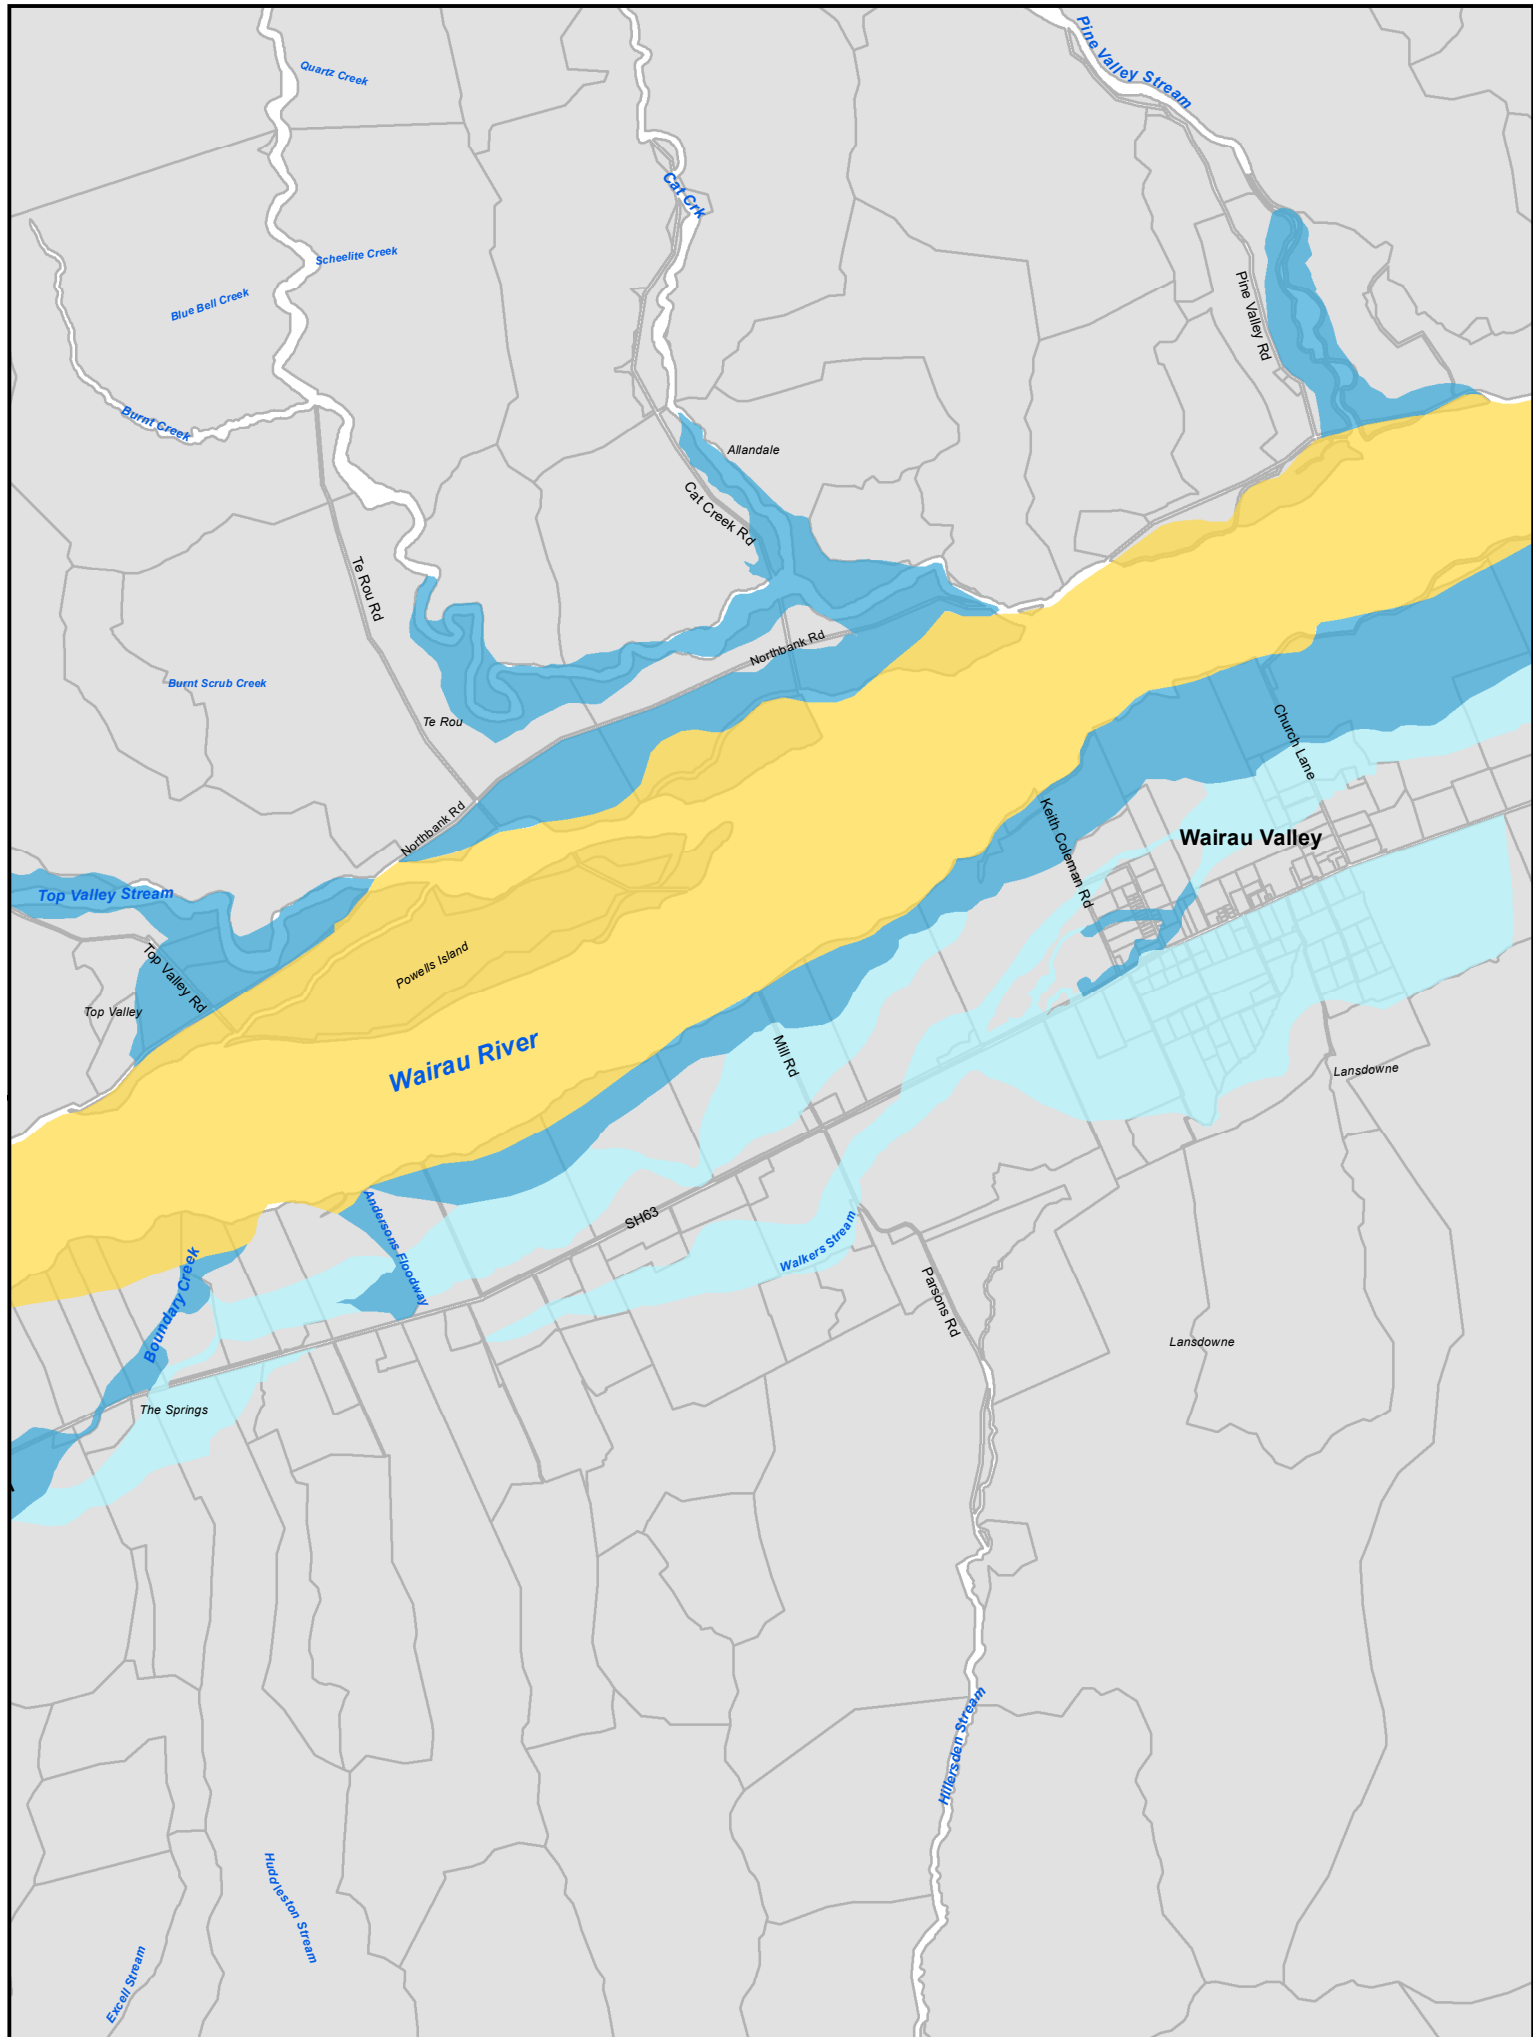 Pine Valley Stream
Quartz Creek
Cat Crk
Scheelite Creek
Blue Bell Creek
Pine Valley Rd
Burnt Creek
Allandale
Cat Creek Rd
Te Rou Rd
Northbank Rd
Burnt Scrub Creek
Te Rou
Church Lane
Northbank Rd
Keith Coleman Rd
Wairau Valley
Top Valley Stream
Powells Island
Top Valley Rd
Top Valley
Wairau River
Mill Rd
Lansdowne
Andersons Floodway
SH63
Walkers Stream
Boundary Creek
Parsons Rd
Lansdowne
The Springs
Hillersden Stream
Huddleston Stream
Excell Stream